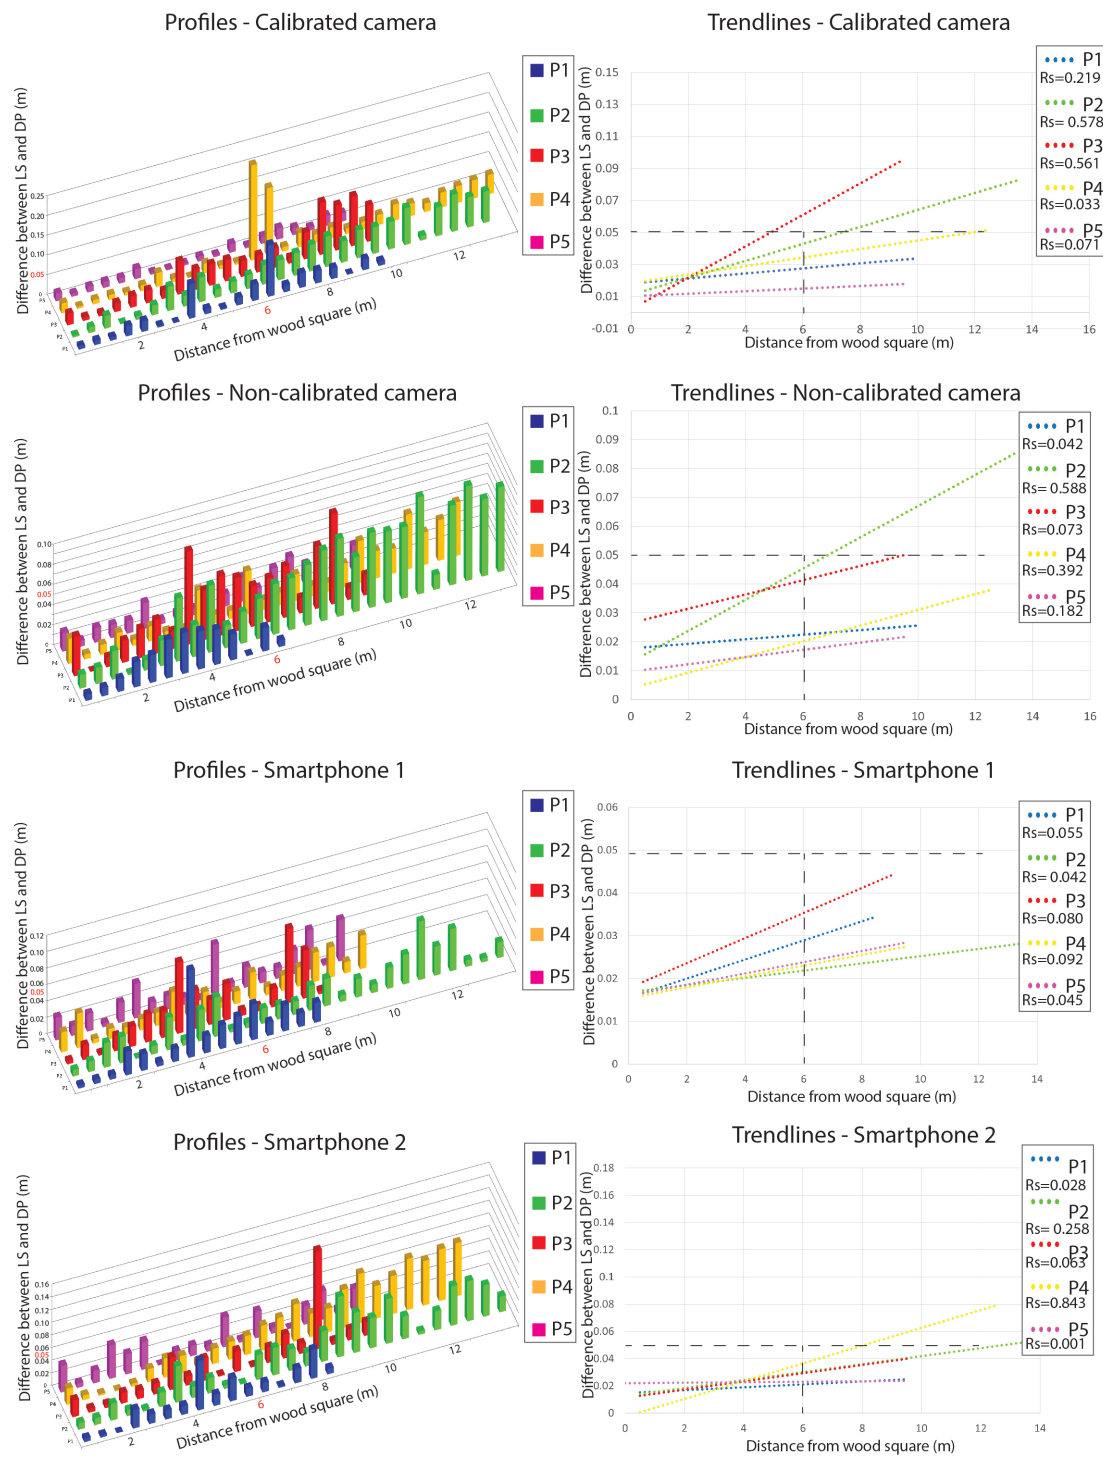 Profiles - Calibrated camera
Difference between LS and DP (m)
0.25
0.20
0.15
0.10
0.05
0
P5
P4
P3
P2
P1
2
4
6
8
10
12
Distance from wood square (m)
P1
P2
P3
P4
P5
Trendlines - Calibrated camera
Difference between LS and DP (m)
0.15
0.13
0.11
0.09
0.07
0.05
0.03
0.01
-0.01
0 2 4 6 8 10 12 14 16
Distance from wood square (m)
P1
Rs=0.219
P2
Rs= 0.578
P3
Rs=0.561
P4
Rs=0.033
P5
Rs=0.071
Profiles - Non-calibrated camera
Difference between LS and DP (m)
0.10
0.08
0.06
0.05
0.04
0.02
0
P5
P4
P3
P2
P1
2
4
6
8
10
12
Distance from wood square (m)
P1
P2
P3
P4
P5
Trendlines - Non-calibrated camera
Difference between LS and DP (m)
0.1
0.09
0.08
0.07
0.06
0.05
0.04
0.03
0.02
0.01
0
0 2 4 6 8 10 12 14 16
Distance from wood square (m)
P1
Rs=0.042
P2
Rs= 0.588
P3
Rs=0.073
P4
Rs=0.392
P5
Rs=0.182
Profiles - Smartphone 1
Difference between LS and DP (m)
0.12
0.10
0.08
0.06
0.05
0.04
0.02
0
P5
P4
P3
P2
P1
2
4
6
8
10
12
Distance from wood square (m)
P1
P2
P3
P4
P5
Trendlines - Smartphone 1
Difference between LS and DP (m)
0.06
0.05
0.04
0.03
0.02
0.01
0
0 2 4 6 8 10 12 14
Distance from wood square (m)
P1
Rs=0.055
P2
Rs= 0.042
P3
Rs=0.080
P4
Rs=0.092
P5
Rs=0.045
Profiles - Smartphone 2
Difference between LS and DP (m)
0.16
0.14
0.12
0.10
0.08
0.06
0.05
0.04
0.02
0
P5
P4
P3
P2
P1
2
4
6
8
10
12
Distance from wood square (m)
P1
P2
P3
P4
P5
Trendlines - Smartphone 2
Difference between LS and DP (m)
0.18
0.16
0.14
0.12
0.1
0.08
0.06
0.04
0.02
0
0 2 4 6 8 10 12 14
Distance from wood square (m)
P1
Rs=0.028
P2
Rs= 0.258
P3
Rs=0.063
P4
Rs=0.843
P5
Rs=0.001